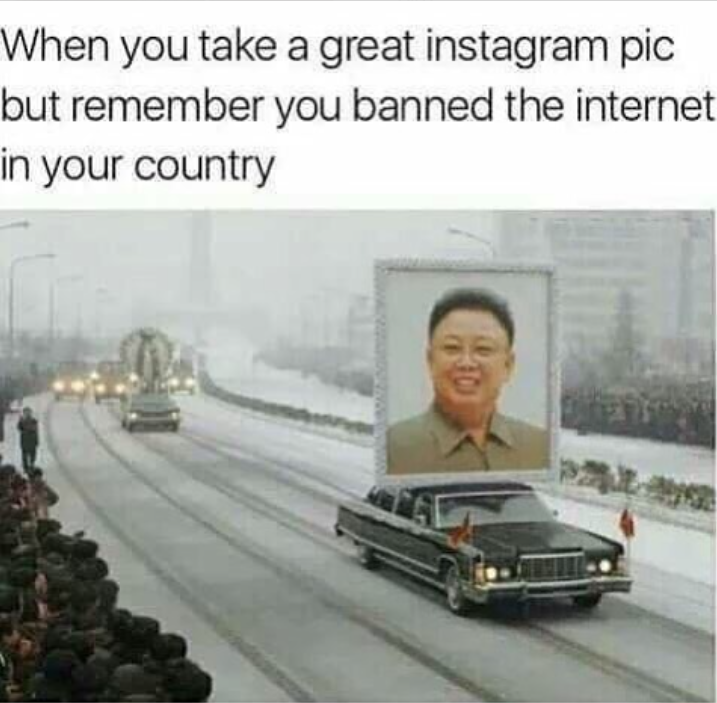 When you take a great instagram pic
but remember you banned the internet
in your country